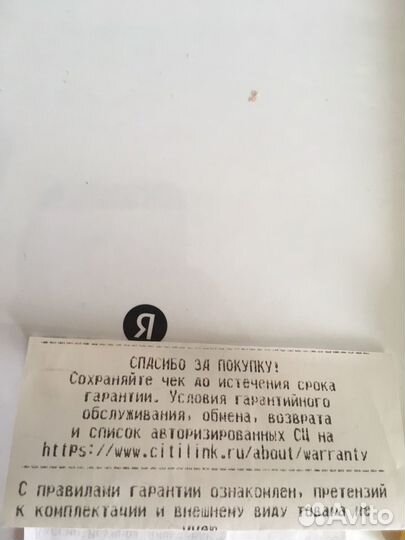 Я
СПАСИБО ЗА ПОКУПКУ!
Сохраняйте чек до истечения срока
гарантии. Условия гарантийного
обслуживания, обмена, возврата
и список авторизированных СЦ на
https://www.citilink.ru/about/warranty
С правилами гарантии ознакомлен, претензий
к комплектации и внешнему виду товара не
Avito